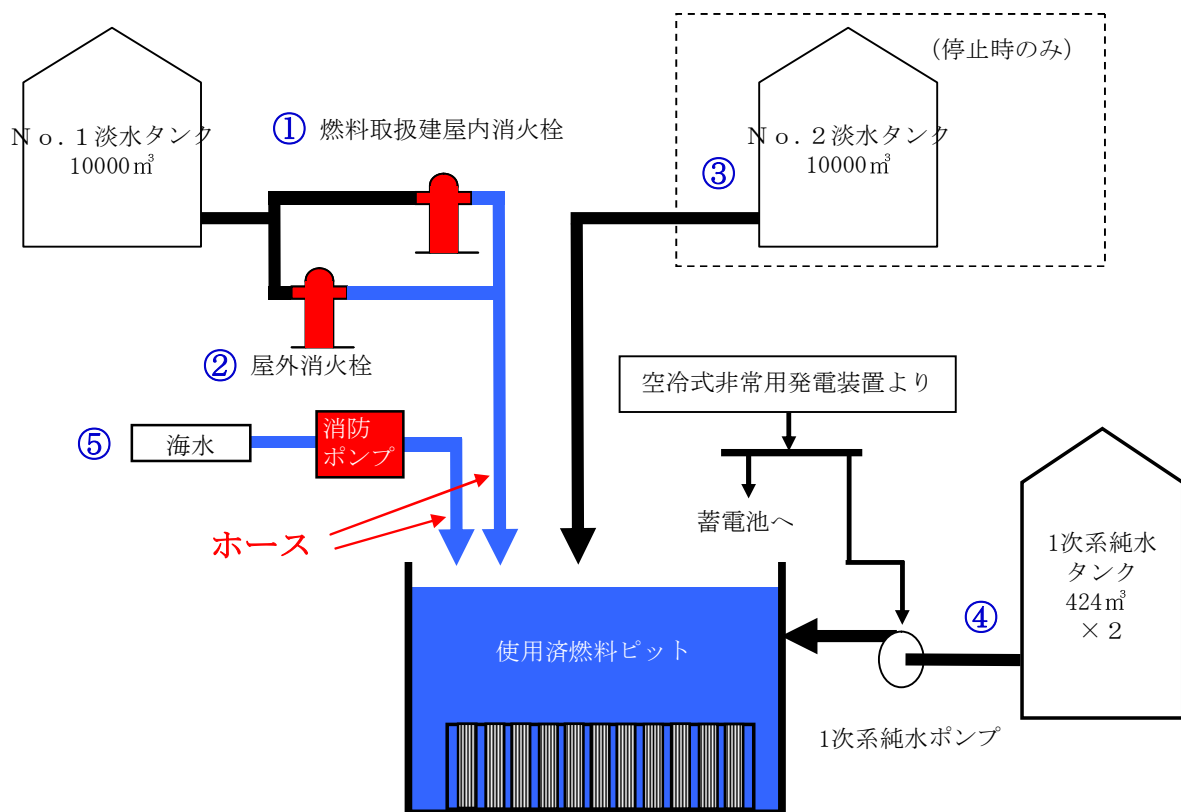 (停止時のみ)
Ｎｏ．１淡水タンク
10000㎥
① 燃料取扱建屋内消火栓
Ｎｏ．２淡水タンク
10000㎥
③
② 屋外消火栓
空冷式非常用発電装置より
⑤ 海水
消防
ポンプ
蓄電池へ
ホース
1次系純水
タンク
424㎥
×２
④
使用済燃料ピット
1次系純水ポンプ